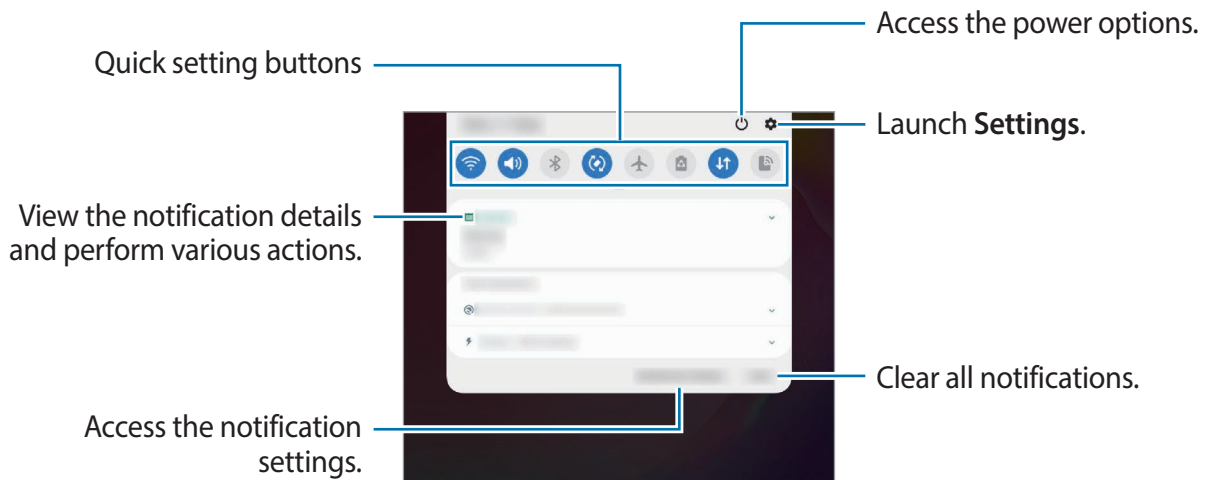 Access the power options.
Quick setting buttons
Launch Settings.
View the notification details
and perform various actions.
Clear all notifications.
Access the notification
settings.